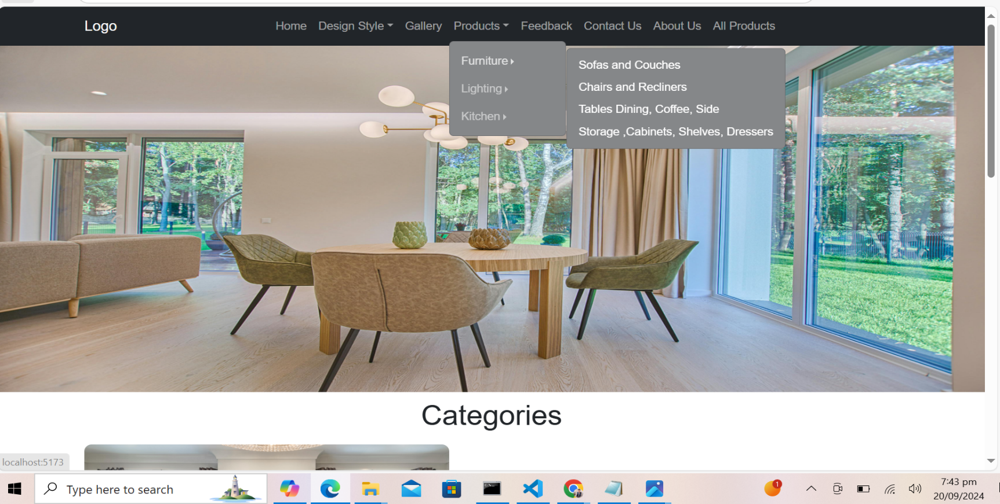 Logo
Home Design Style Gallery Products Feedback Contact Us About Us All Products
Furniture
Lighting
Kitchen
Sofas and Couches
Chairs and Recliners
Tables Dining, Coffee, Side
Storage ,Cabinets, Shelves, Dressers
Categories
localhost:5173
Type here to search
1
7:43 pm
20/09/2024